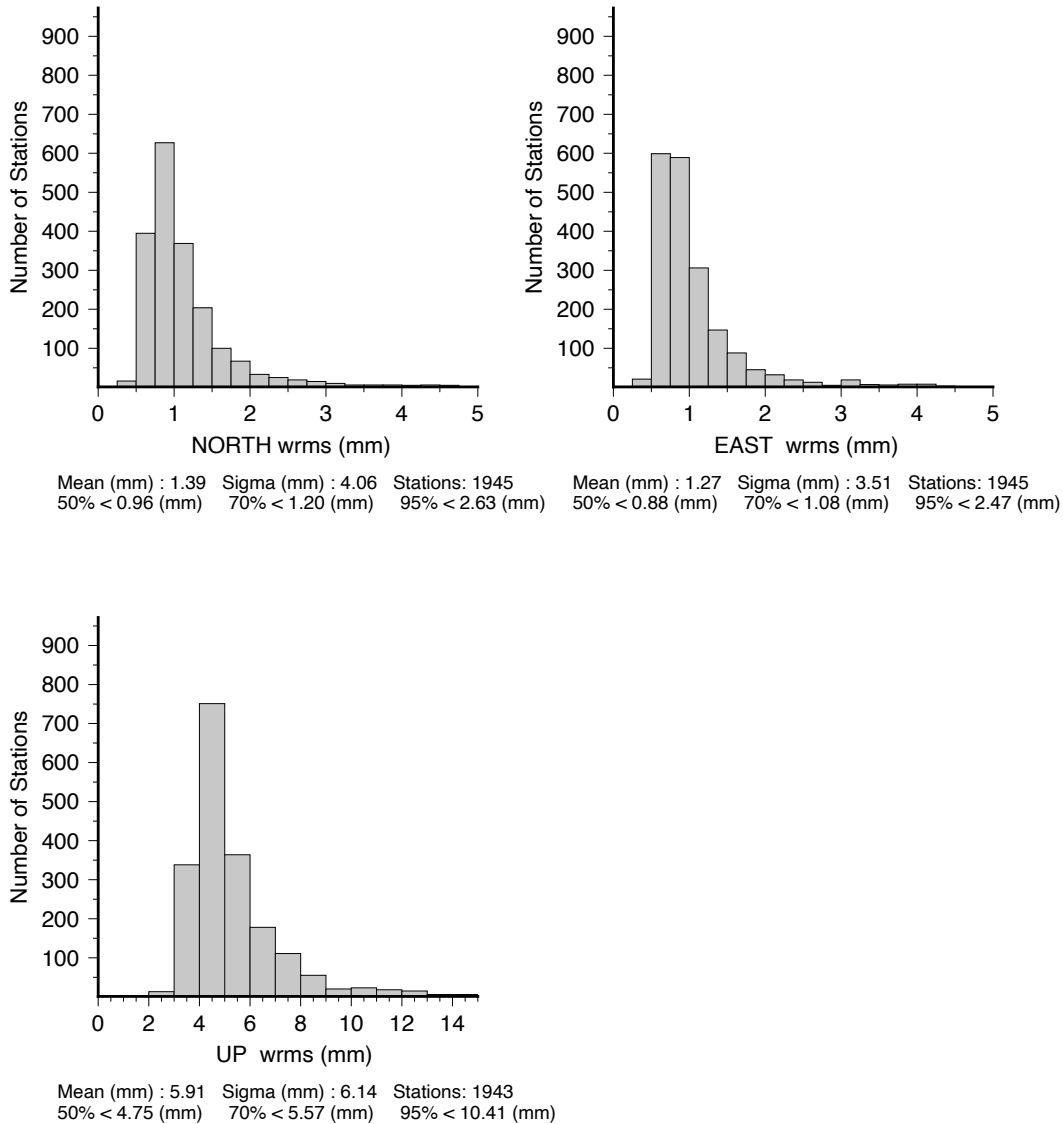 900
800
700
600
500
400
300
200
100
Number of Stations
0 1 2 3 4 5
NORTH wrms (mm)
Mean (mm) : 1.39 Sigma (mm) : 4.06 Stations: 1945
50% < 0.96 (mm) 70% < 1.20 (mm) 95% < 2.63 (mm)
900
800
700
600
500
400
300
200
100
Number of Stations
0 1 2 3 4 5
EAST wrms (mm)
Mean (mm) : 1.27 Sigma (mm) : 3.51 Stations: 1945
50% < 0.88 (mm) 70% < 1.08 (mm) 95% < 2.47 (mm)
900
800
700
600
500
400
300
200
100
Number of Stations
0 2 4 6 8 10 12 14
UP wrms (mm)
Mean (mm) : 5.91 Sigma (mm) : 6.14 Stations: 1943
50% < 4.75 (mm) 70% < 5.57 (mm) 95% < 10.41 (mm)